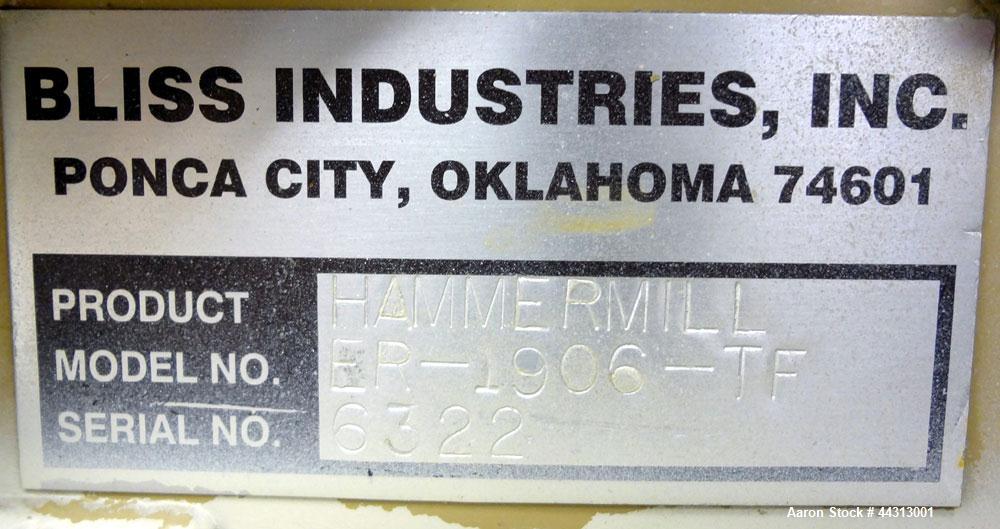 BLISS INDUSTRIES, INC.
PONCA CITY, OKLAHOMA 74601
PRODUCT HAMMERMILL
MODEL NO. ER-1906-TF
SERIAL NO. 6322
Aaron Stock # 44313001